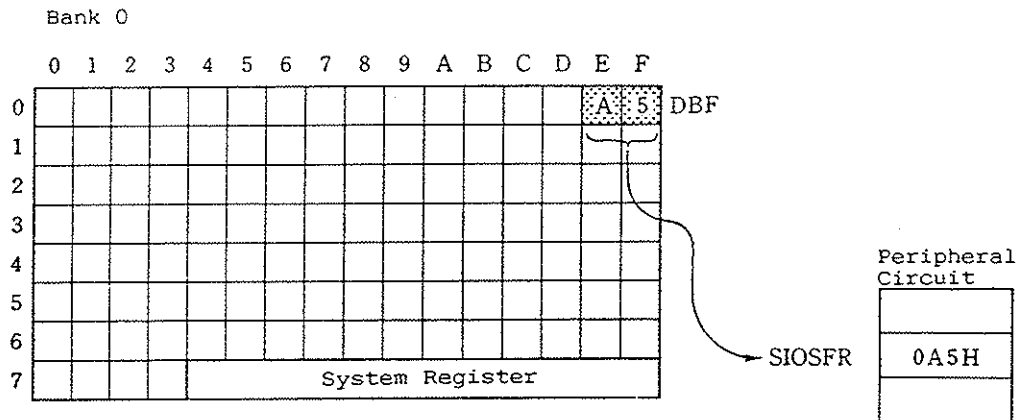 Bank 0
0 1 2 3 4 5 6 7 8 9 A B C D E F
0 A 5 DBF
1
2
3
4
Peripheral
Circuit
5
6
SIOSFR 0A5H
7 System Register